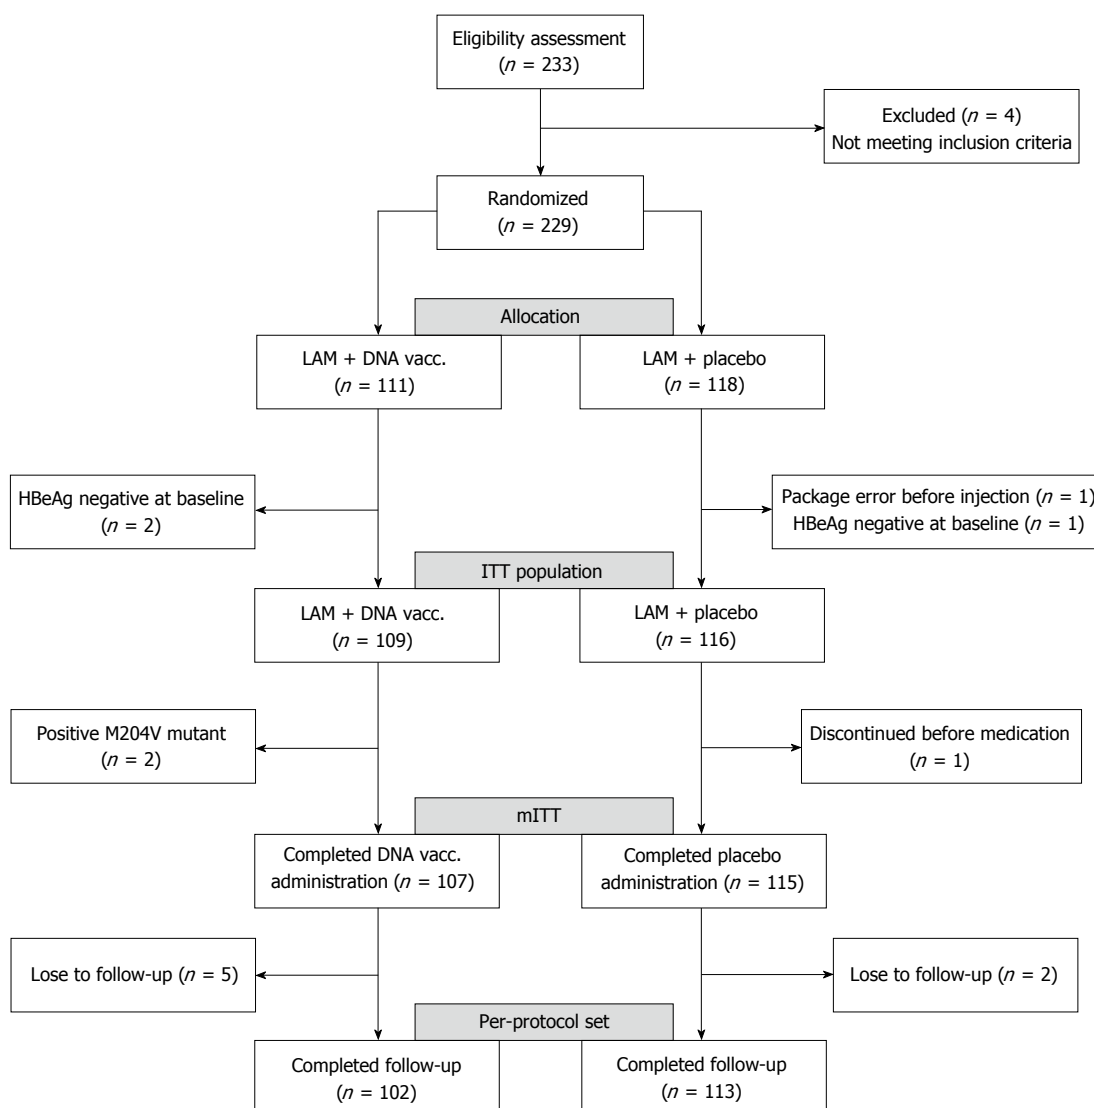 Eligibility assessment
(n = 233)
Excluded (n = 4)
Not meeting inclusion criteria
Randomized
(n = 229)
Allocation
LAM + DNA vacc.
(n = 111)
LAM + placebo
(n = 118)
HBeAg negative at baseline
(n = 2)
Package error before injection (n = 1)
HBeAg negative at baseline (n = 1)
ITT population
LAM + DNA vacc.
(n = 109)
LAM + placebo
(n = 116)
Positive M204V mutant
(n = 2)
Discontinued before medication
(n = 1)
mITT
Completed DNA vacc.
administration (n = 107)
Completed placebo
administration (n = 115)
Lose to follow-up (n = 5)
Lose to follow-up (n = 2)
Per-protocol set
Completed follow-up
(n = 102)
Completed follow-up
(n = 113)